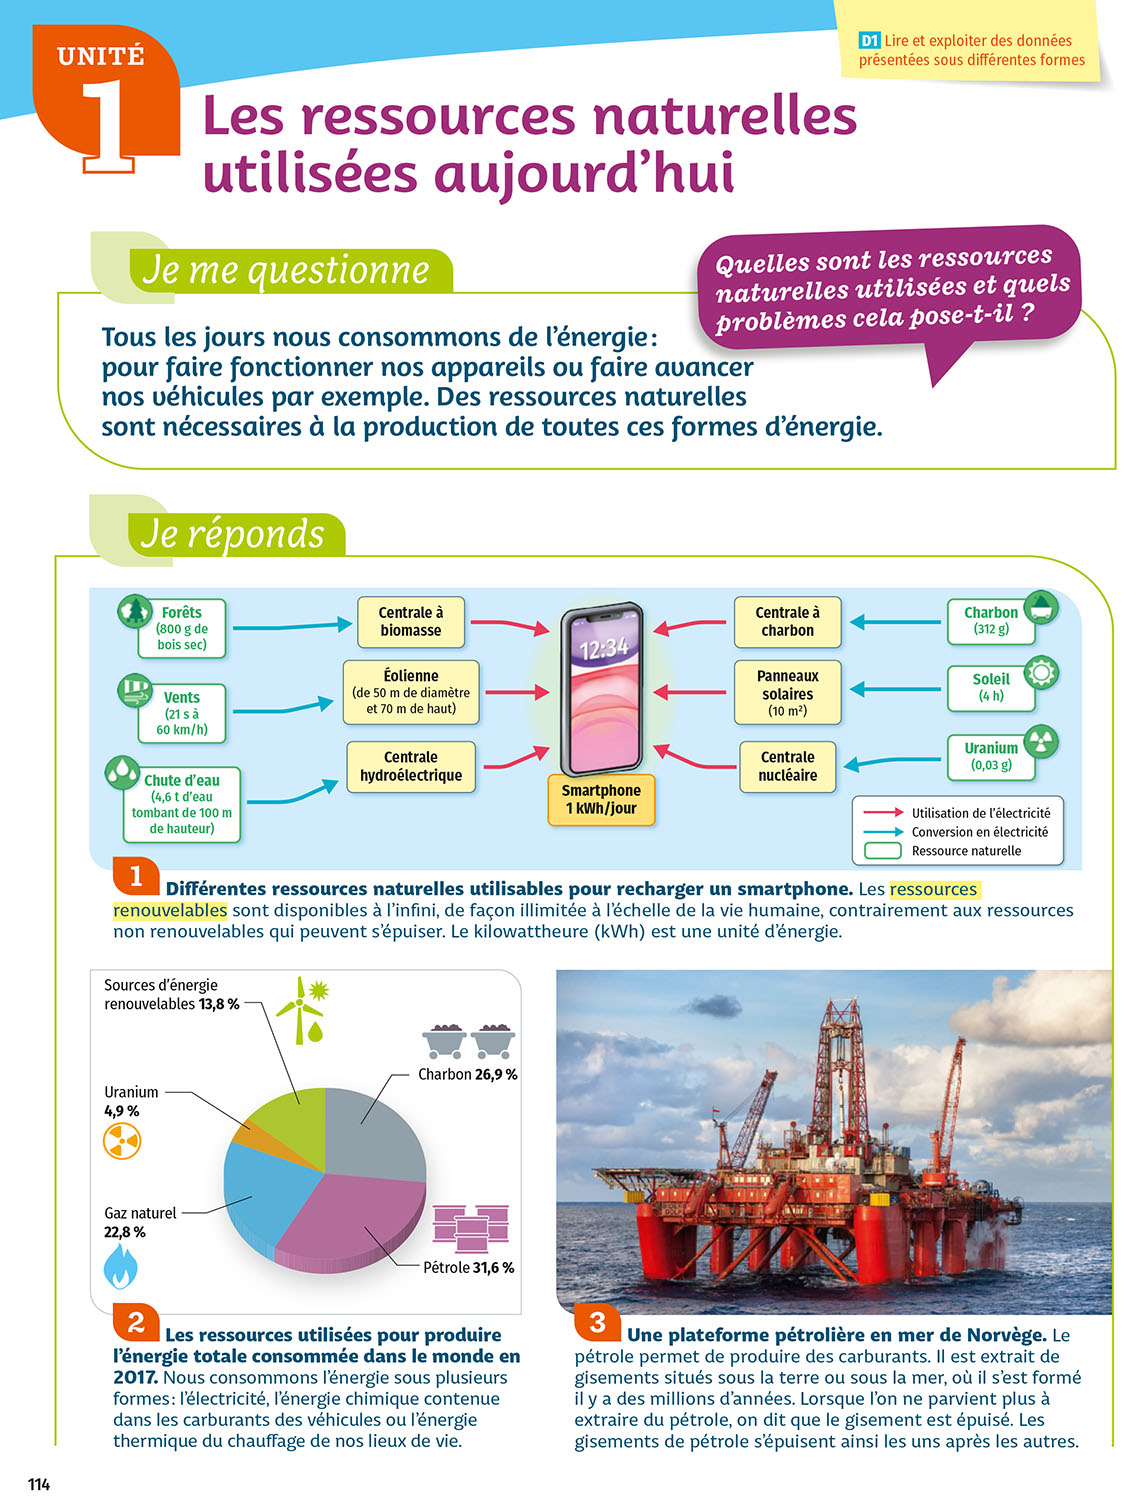 UNITÉ
1
D1 Lire et exploiter des données
présentées sous différentes formes
Les ressources naturelles
utilisées aujourd'hui
Je me questionne
Quelles sont les ressources
naturelles utilisées et quels
problèmes cela pose-t-il ?
Tous les jours nous consommons de l'énergie :
pour faire fonctionner nos appareils ou faire avancer
nos véhicules par exemple. Des ressources naturelles
sont nécessaires à la production de toutes ces formes d'énergie.
Je réponds
Forêts
(800 g de
bois sec)
Centrale à
biomasse
Vents
(21 s à
60 km/h)
Éolienne
(de 50 m de diamètre
et 70 m de haut)
Chute d'eau
(4,6 t d'eau
tombant de 100 m
de hauteur)
Centrale
hydroélectrique
12:34
Smartphone
1 kWh/jour
Centrale à
charbon
Charbon
(312 g)
Panneaux
solaires
(10 m²)
Soleil
(4 h)
Centrale
nucléaire
Uranium
(0,03 g)
Utilisation de l'électricité
Conversion en électricité
Ressource naturelle
1 Différentes ressources naturelles utilisables pour recharger un smartphone. Les ressources
renouvelables sont disponibles à l'infini, de façon illimitée à l'échelle de la vie humaine, contrairement aux ressources
non renouvelables qui peuvent s'épuiser. Le kilowattheure (kWh) est une unité d'énergie.
Sources d'énergie
renouvelables 13,8 %
Charbon 26,9 %
Uranium
4,9 %
Gaz naturel
22,8 %
Pétrole 31,6 %
2 Les ressources utilisées pour produire
l'énergie totale consommée dans le monde en
2017. Nous consommons l'énergie sous plusieurs
formes : l'électricité, l'énergie chimique contenue
dans les carburants des véhicules ou l'énergie
thermique du chauffage de nos lieux de vie.
3 Une plateforme pétrolière en mer de Norvège. Le
pétrole permet de produire des carburants. Il est extrait de
gisements situés sous la terre ou sous la mer, où il s'est formé
il y a des millions d'années. Lorsque l'on ne parvient plus à
extraire du pétrole, on dit que le gisement est épuisé. Les
gisements de pétrole s'épuisent ainsi les uns après les autres.
114